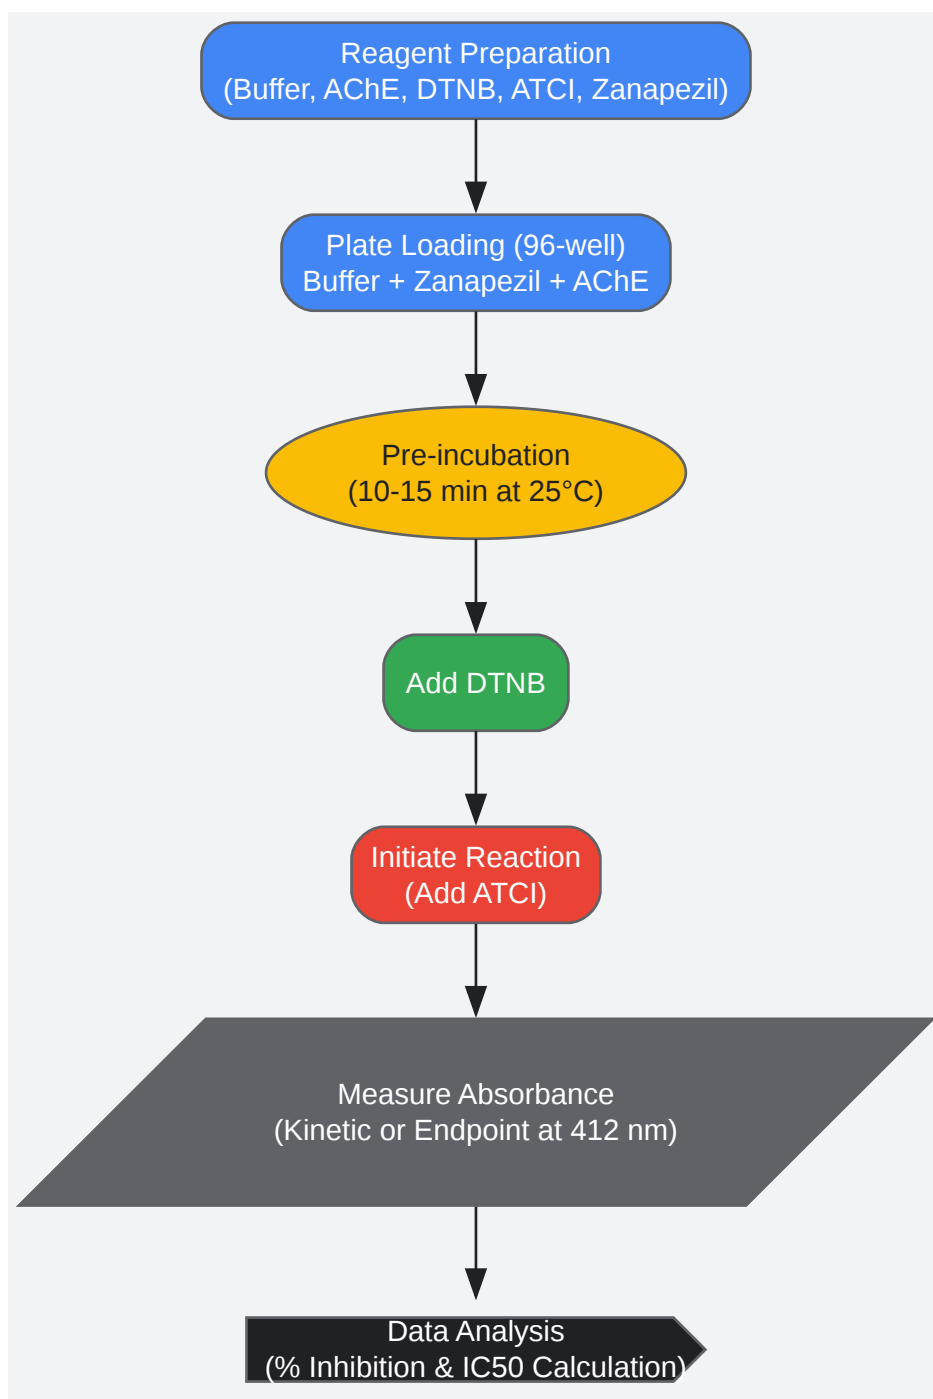 Reagent Preparation
(Buffer, AChE, DTNB, ATCI, Zanapezil)
Plate Loading (96-well)
Buffer + Zanapezil + AChE
Pre-incubation
(10-15 min at 25°C)
Add DTNB
Initiate Reaction
(Add ATCI)
Measure Absorbance
(Kinetic or Endpoint at 412 nm)
Data Analysis
(% Inhibition & IC50 Calculation)